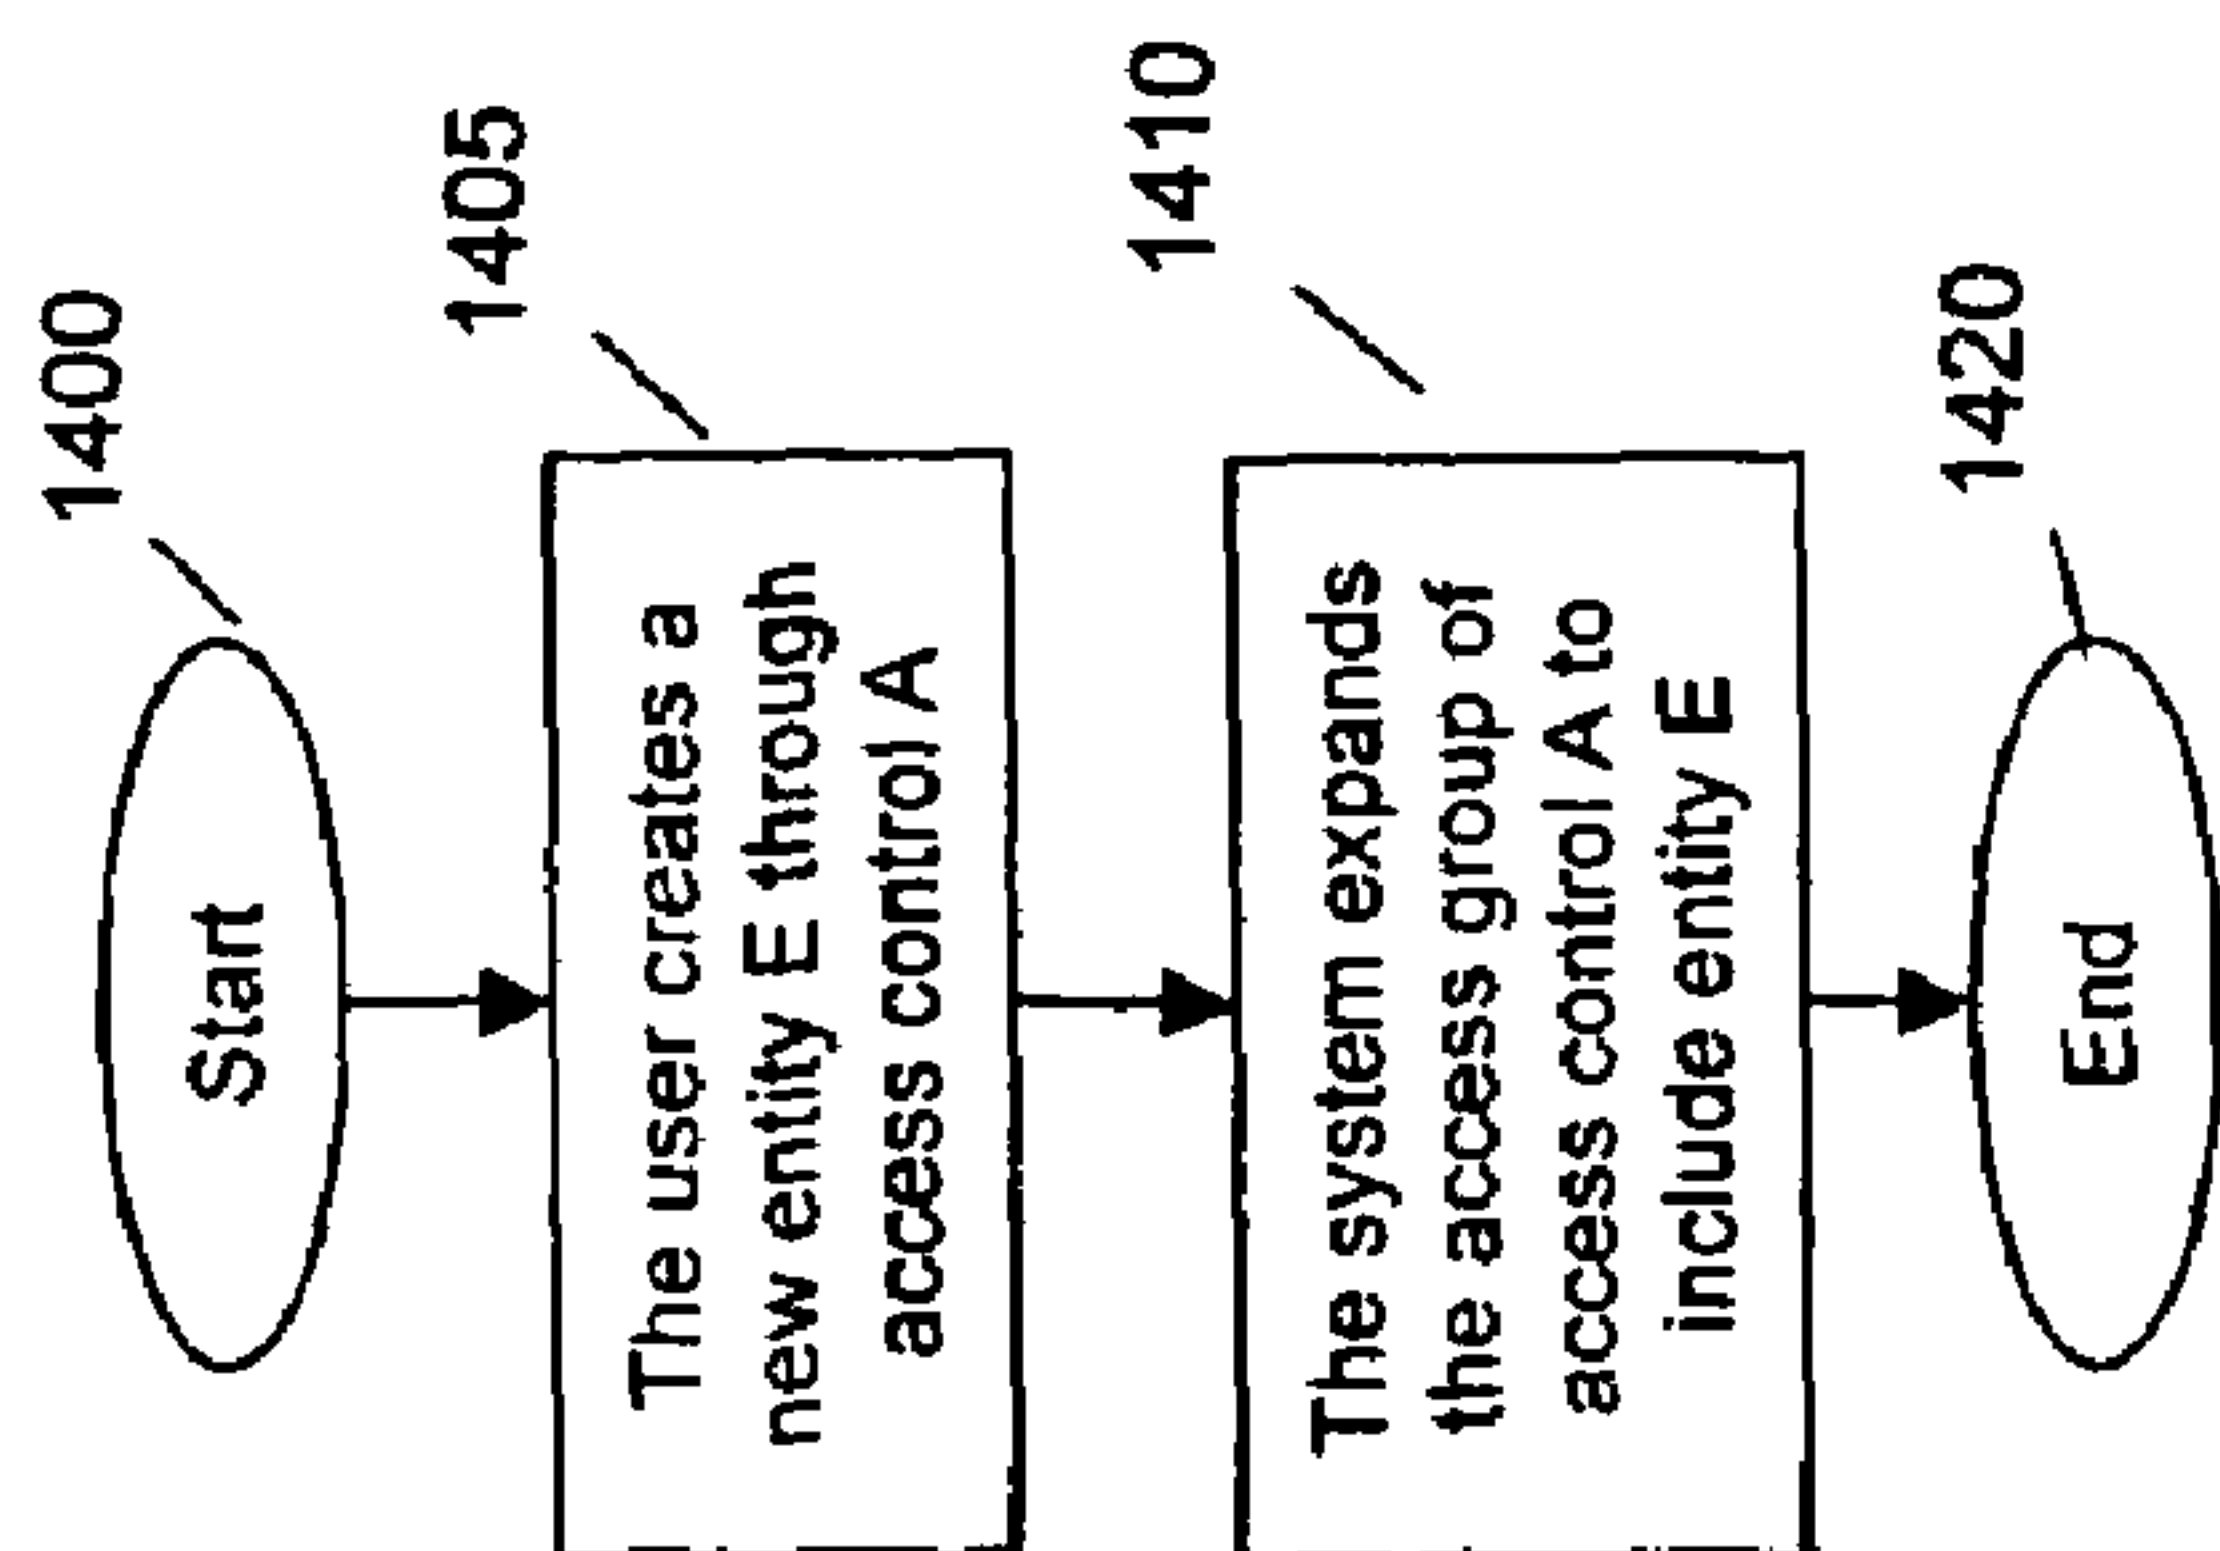 1400
Start
1405
The user creates a
new entity E through
access control A
1410
The system expands
the access group of
access control A to
include entity E
1420
End